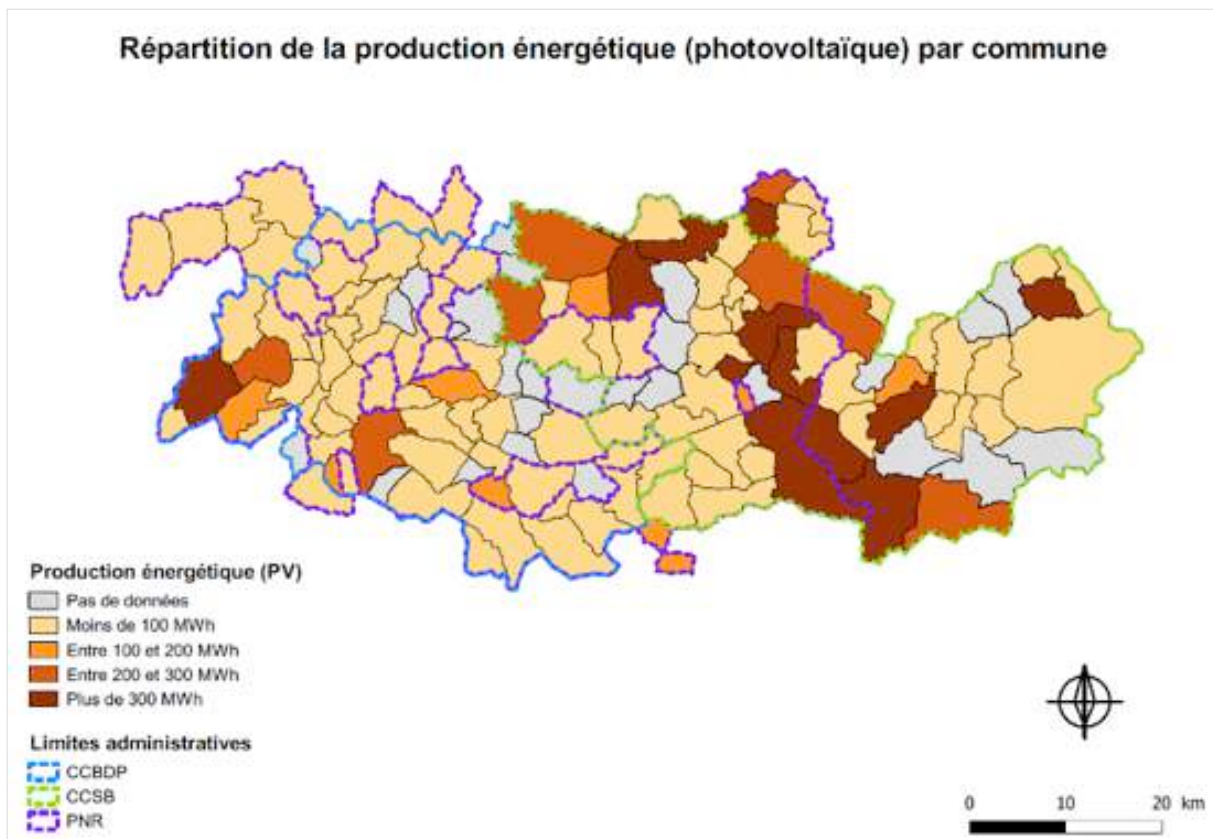 Répartition de la production énergétique (photovoltaïque) par commune
Production énergétique (PV)
Pas de données
Moins de 100 MWh
Entre 100 et 200 MWh
Entre 200 et 300 MWh
Plus de 300 MWh
Limites administratives
CCBDP
CCSB
PNR
0 10 20 km